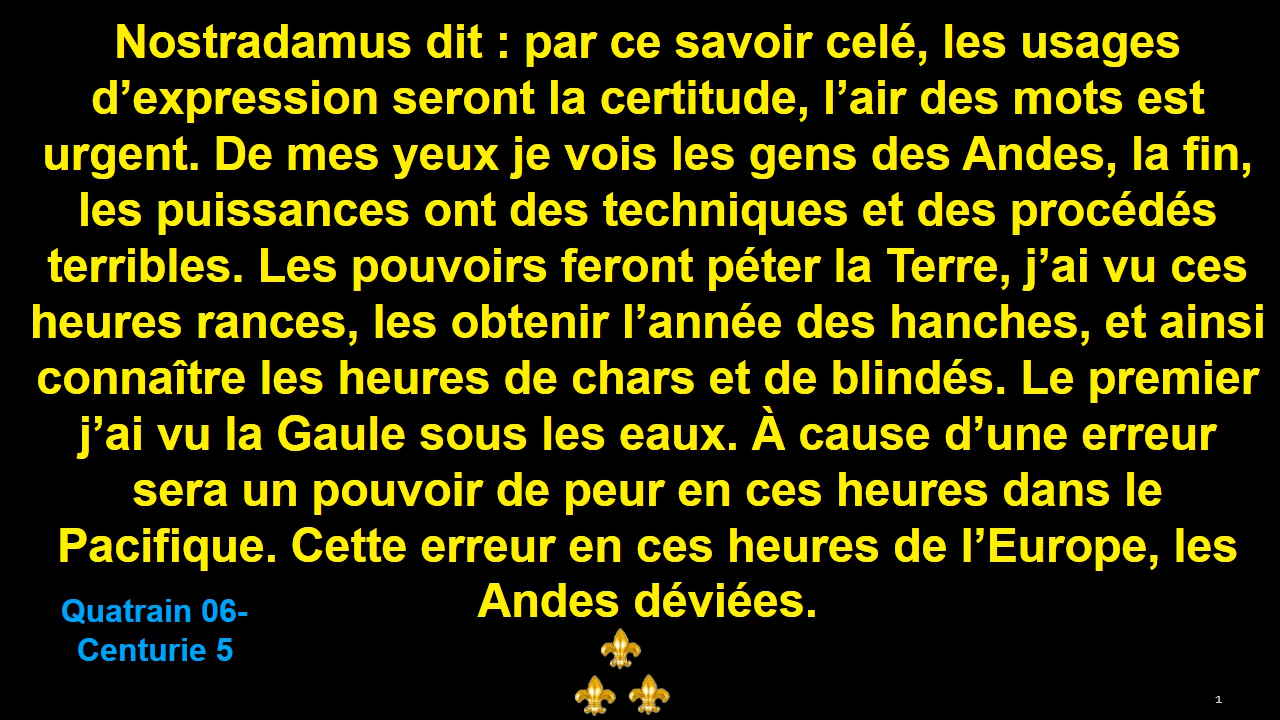 Nostradamus dit : par ce savoir celé, les usages
d’expression seront la certitude, l’air des mots est
urgent. De mes yeux je vois les gens des Andes, la fin,
les puissances ont des techniques et des procédés
terribles. Les pouvoirs feront péter la Terre, j’ai vu ces
heures rances, les obtenir l’année des hanches, et ainsi
connaître les heures de chars et de blindés. Le premier
j’ai vu la Gaule sous les eaux. À cause d’une erreur
sera un pouvoir de peur en ces heures dans le
Pacifique. Cette erreur en ces heures de l’Europe, les
Andes déviées.
Quatrain 06-
Centurie 5
1